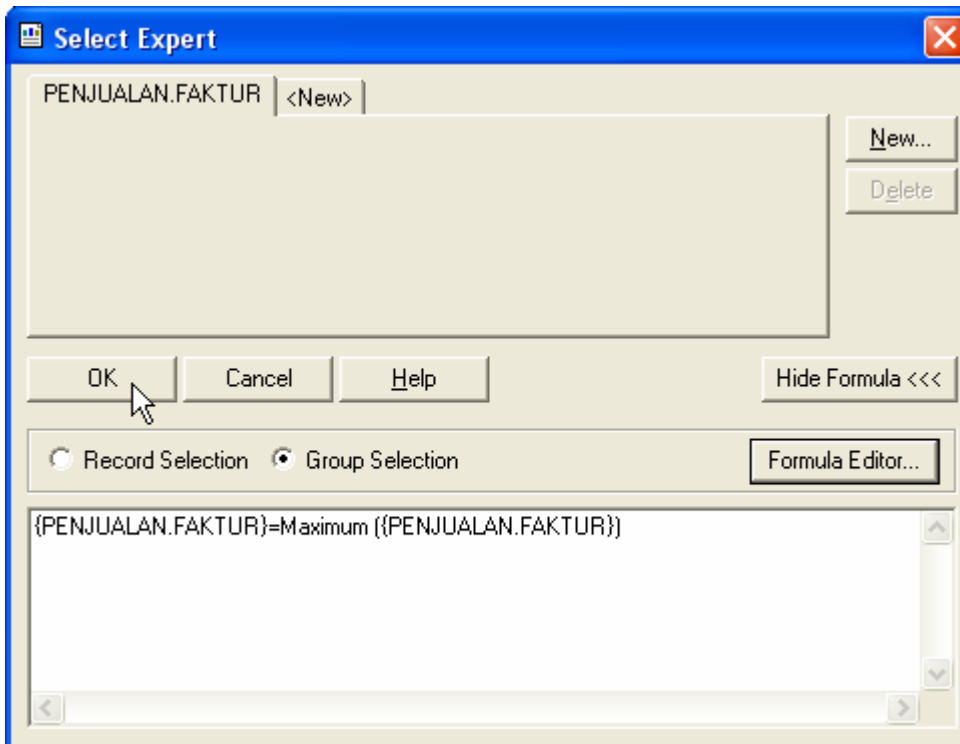 Select Expert
PENJUALAN.FAKTUR <New>
New...
Delete
OK Cancel Help Hide Formula <<<
Record Selection Group Selection Formula Editor...
{PENJUALAN.FAKTUR}=Maximum ({PENJUALAN.FAKTUR})